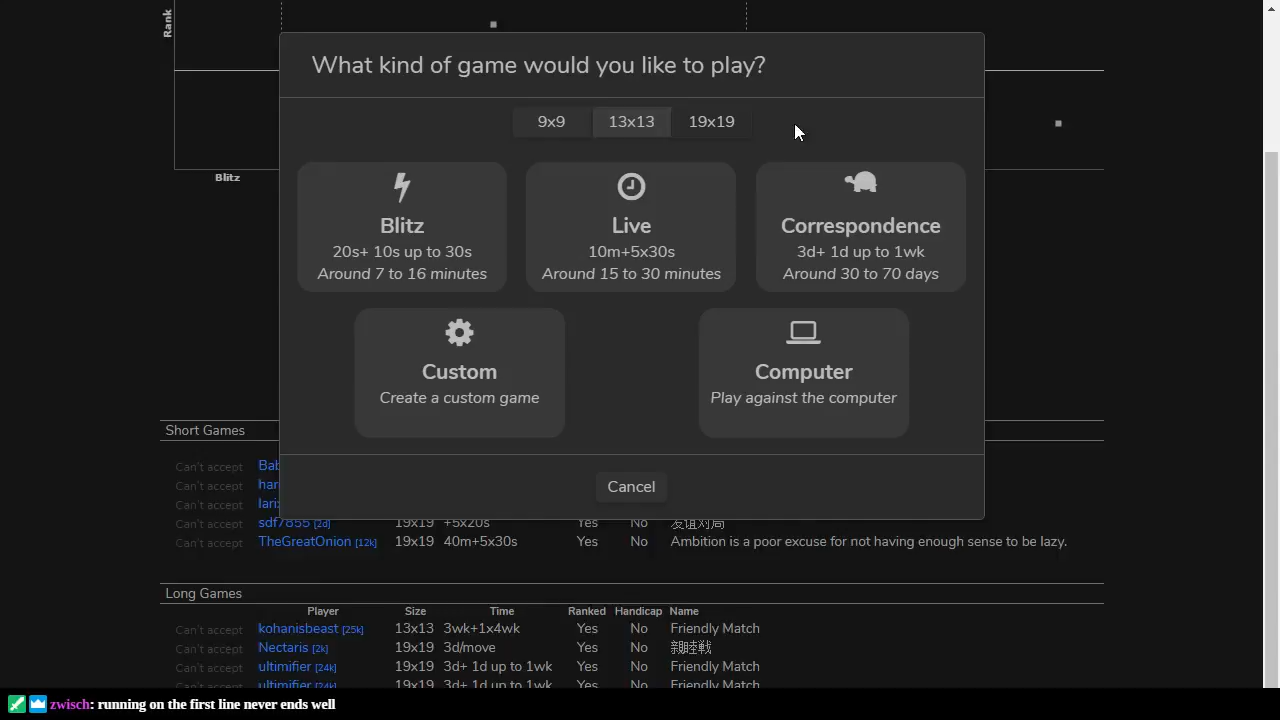 Rank
What kind of game would you like to play?
9x9 13x13 19x19
Blitz
Blitz
20s+ 10s up to 30s
Around 7 to 16 minutes
Live
10m+5x30s
Around 15 to 30 minutes
Correspondence
3d+ 1d up to 1wk
Around 30 to 70 days
Custom
Create a custom game
Computer
Play against the computer
Cancel
Short Games
Can't accept
Can't accept
Can't accept
Can't accept sdf7855 [2d] 19x19 +5x20s Yes No 友谊对局
Can't accept TheGreatOnion [12k] 19x19 40m+5x30s Yes No Ambition is a poor excuse for not having enough sense to be lazy.
Long Games
Player Size Time Ranked Handicap Name
Can't accept kohanisbeast [25k] 13x13 3wk+1x4wk Yes No Friendly Match
Can't accept Nectaris [2k] 19x19 3d/move Yes No 親睦戦
Can't accept ultimifier [24k] 19x19 3d+ 1d up to 1wk Yes No Friendly Match
Can't accept ultimifier [24k] 19x19 3d+ 1d up to 1wk Yes No Friendly Match
zwisch: running on the first line never ends well